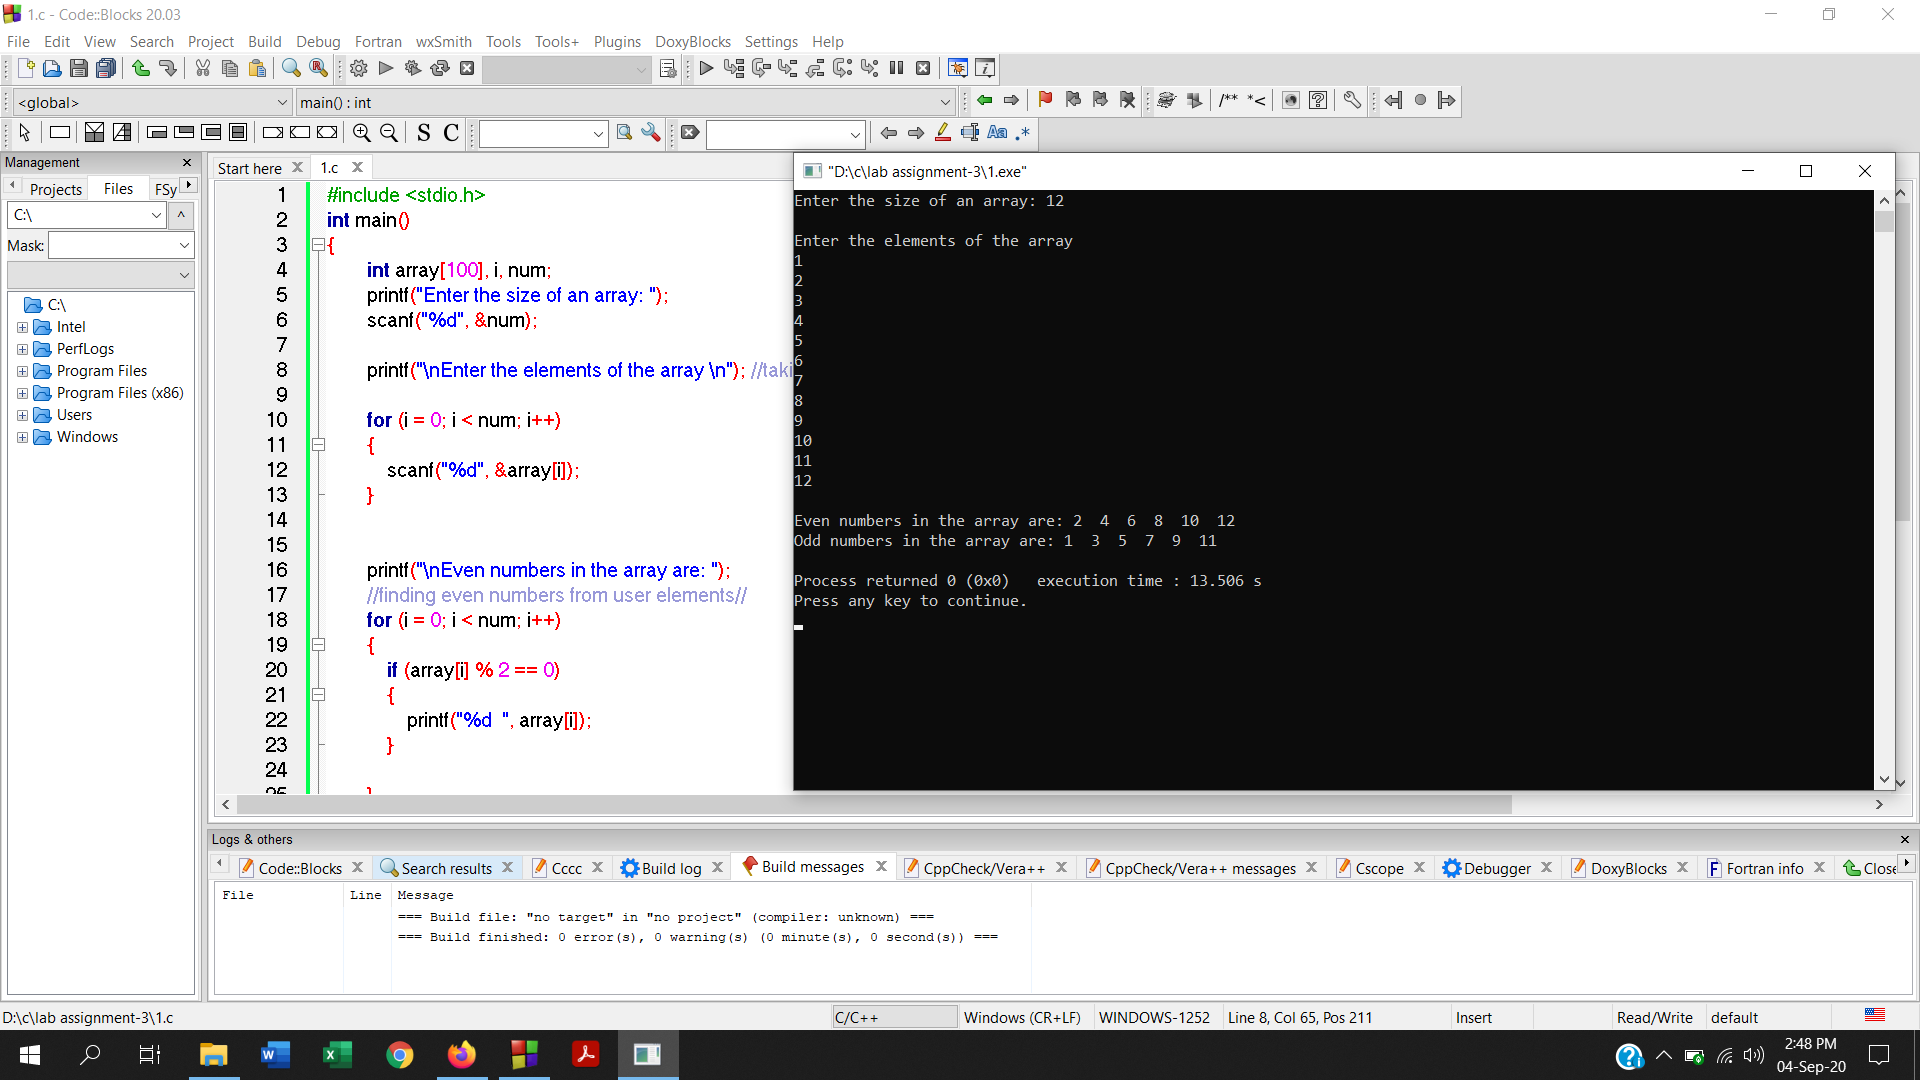 1.c - Code::Blocks 20.03
File Edit View Search Project Build Debug Fortran wxSmith Tools Tools+ Plugins DoxyBlocks Settings Help
<global> main() : int /** *<
S C Aa .*
Management
Projects Files FSy
C:\ ^
Mask:
C:\
Intel
PerfLogs
Program Files
Program Files (x86)
Users
Windows
Start here 1.c
1 #include <stdio.h>
2 int main()
3 {
4 int array[100], i, num;
5 printf("Enter the size of an array: ");
6 scanf("%d", &num);
7
8 printf("\nEnter the elements of the array \n"); //taki
9
10 for (i = 0; i < num; i++)
11 {
12 scanf("%d", &array[i]);
13 }
14
15
16 printf("\nEven numbers in the array are: ");
17 //finding even numbers from user elements//
18 for (i = 0; i < num; i++)
19 {
20 if (array[i] % 2 == 0)
21 {
22 printf("%d  ", array[i]);
23 }
24
25 }
"D:\c\lab assignment-3\1.exe"
Enter the size of an array: 12
Enter the elements of the array
1
2
3
4
5
6
7
8
9
10
11
12
Even numbers in the array are: 2  4  6  8  10  12
Odd numbers in the array are: 1  3  5  7  9  11
Process returned 0 (0x0)   execution time : 13.506 s
Press any key to continue.
Logs & others
Code::Blocks Search results Cccc Build log Build messages CppCheck/Vera++ CppCheck/Vera++ messages Cscope Debugger DoxyBlocks Fortran info Close
File Line Message
=== Build file: "no target" in "no project" (compiler: unknown) ===
=== Build finished: 0 error(s), 0 warning(s) (0 minute(s), 0 second(s)) ===
D:\c\lab assignment-3\1.c C/C++ Windows (CR+LF) WINDOWS-1252 Line 8, Col 65, Pos 211 Insert Read/Write default
2:48 PM
04-Sep-20